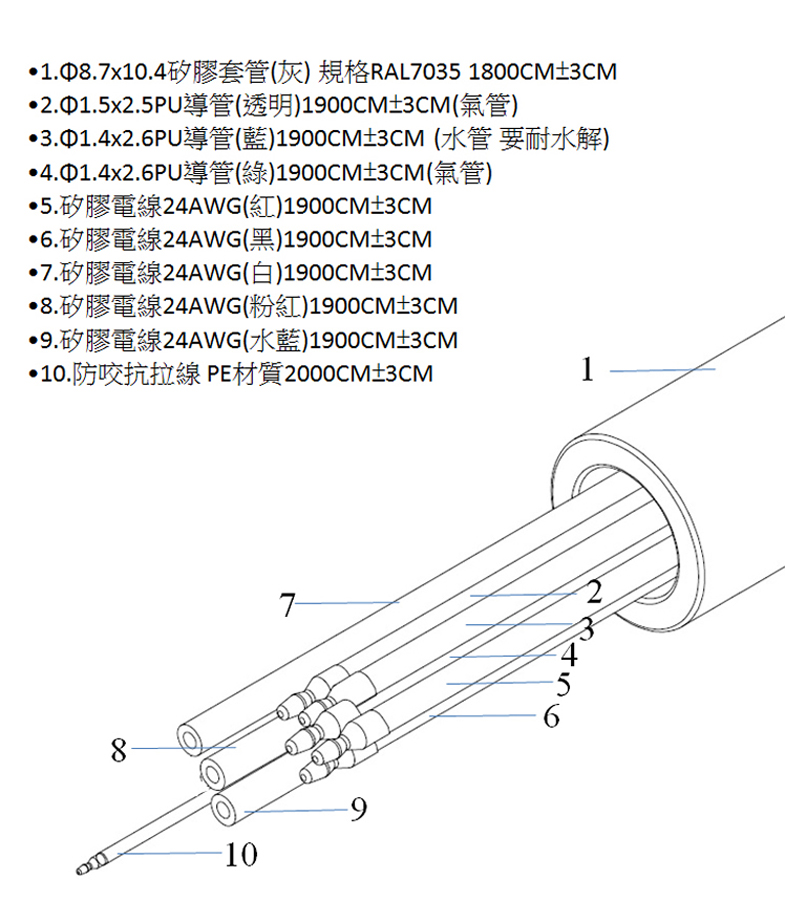 •1.Φ8.7x10.4矽膠套管(灰) 規格RAL7035 1800CM±3CM
•2.Φ1.5x2.5PU導管(透明)1900CM±3CM(氣管)
•3.Φ1.4x2.6PU導管(藍)1900CM±3CM (水管 要耐水解)
•4.Φ1.4x2.6PU導管(綠)1900CM±3CM(氣管)
•5.矽膠電線24AWG(紅)1900CM±3CM
•6.矽膠電線24AWG(黑)1900CM±3CM
•7.矽膠電線24AWG(白)1900CM±3CM
•8.矽膠電線24AWG(粉紅)1900CM±3CM
•9.矽膠電線24AWG(水藍)1900CM±3CM
•10.防咬抗拉線 PE材質2000CM±3CM
1
2
7
3
4
5
6
8
9
10